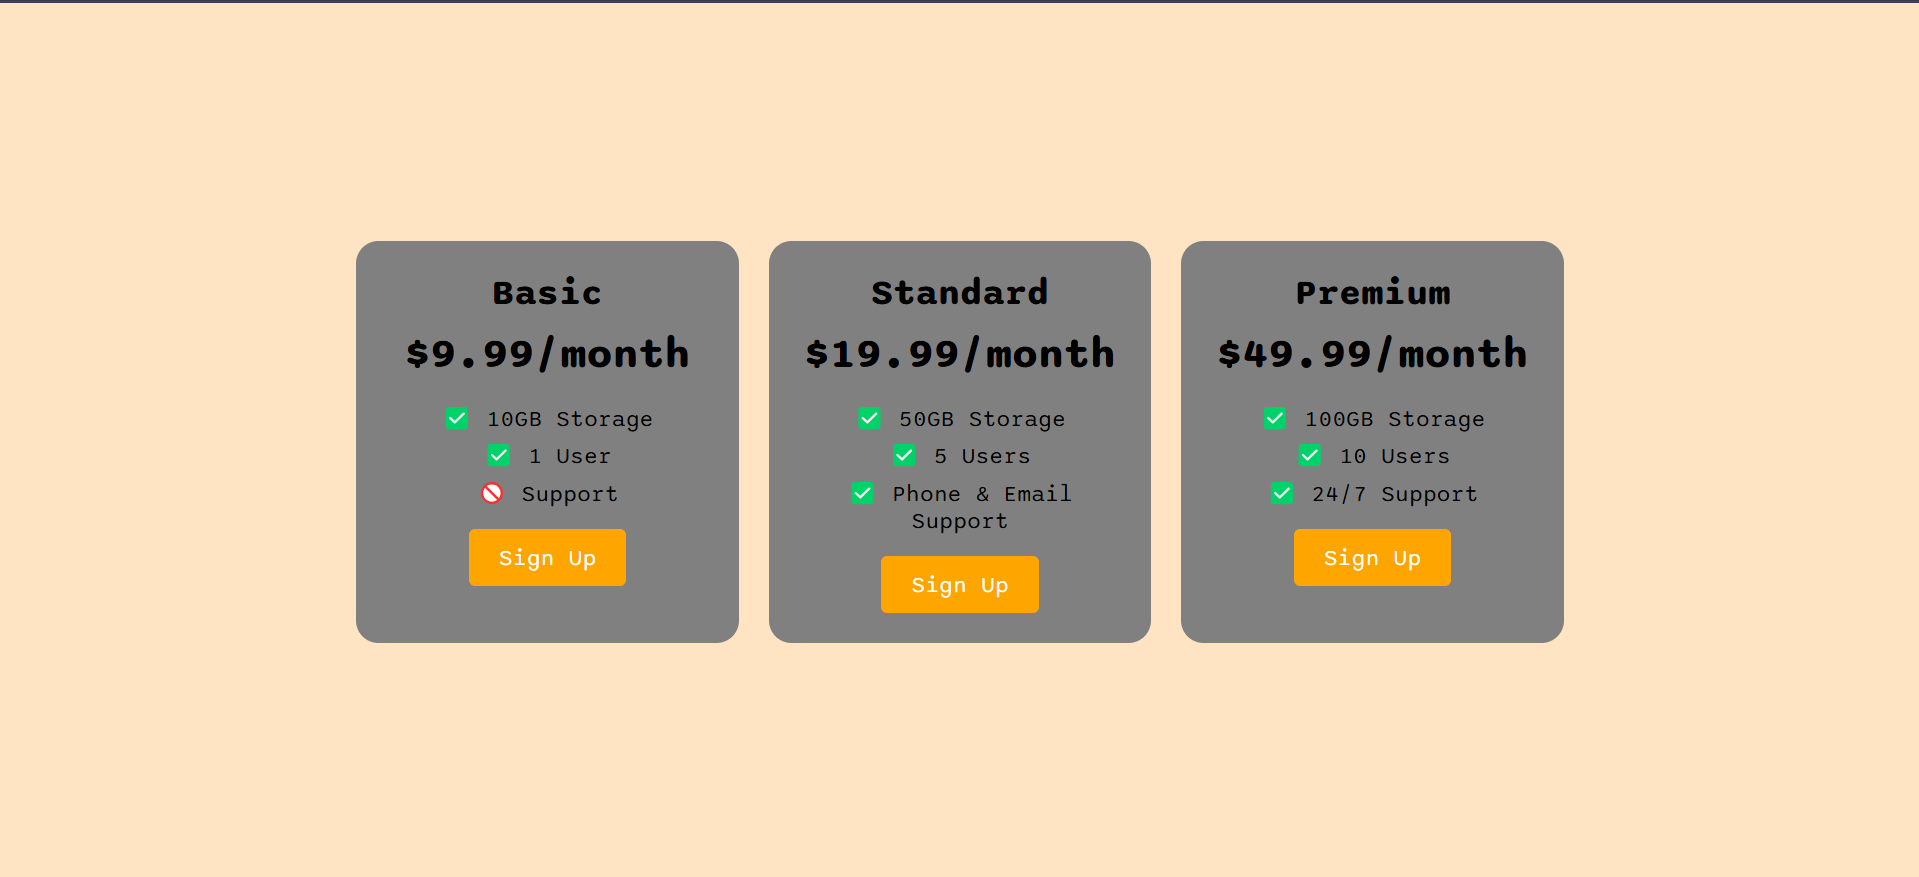 Basic
$9.99/month
✅ 10GB Storage
✅ 1 User
🚫 Support
Sign Up
Standard
$19.99/month
✅ 50GB Storage
✅ 5 Users
✅ Phone & Email
Support
Sign Up
Premium
$49.99/month
✅ 100GB Storage
✅ 10 Users
✅ 24/7 Support
Sign Up